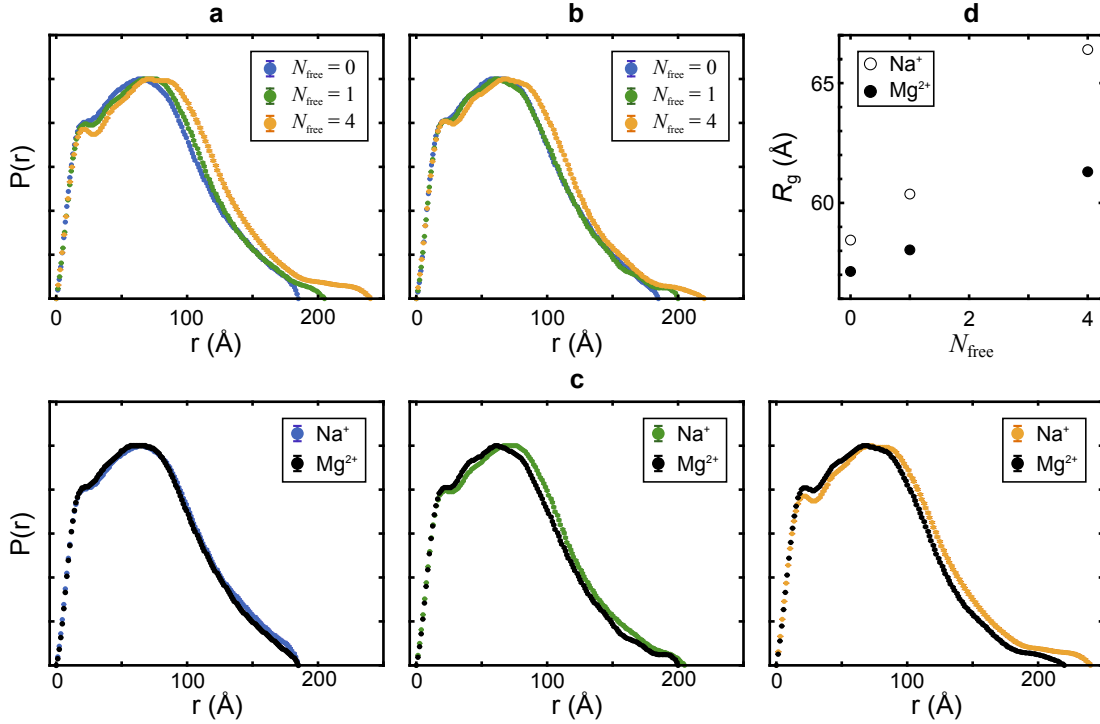 a
b
d
P(r)
N_free = 0
N_free = 1
N_free = 4
0
100
200
r (Å)
N_free = 0
N_free = 1
N_free = 4
0
100
200
r (Å)
R_g (Å)
65
60
Na⁺
Mg²⁺
0
2
4
N_free
c
P(r)
Na⁺
Mg²⁺
0
100
200
r (Å)
Na⁺
Mg²⁺
0
100
200
r (Å)
Na⁺
Mg²⁺
0
100
200
r (Å)